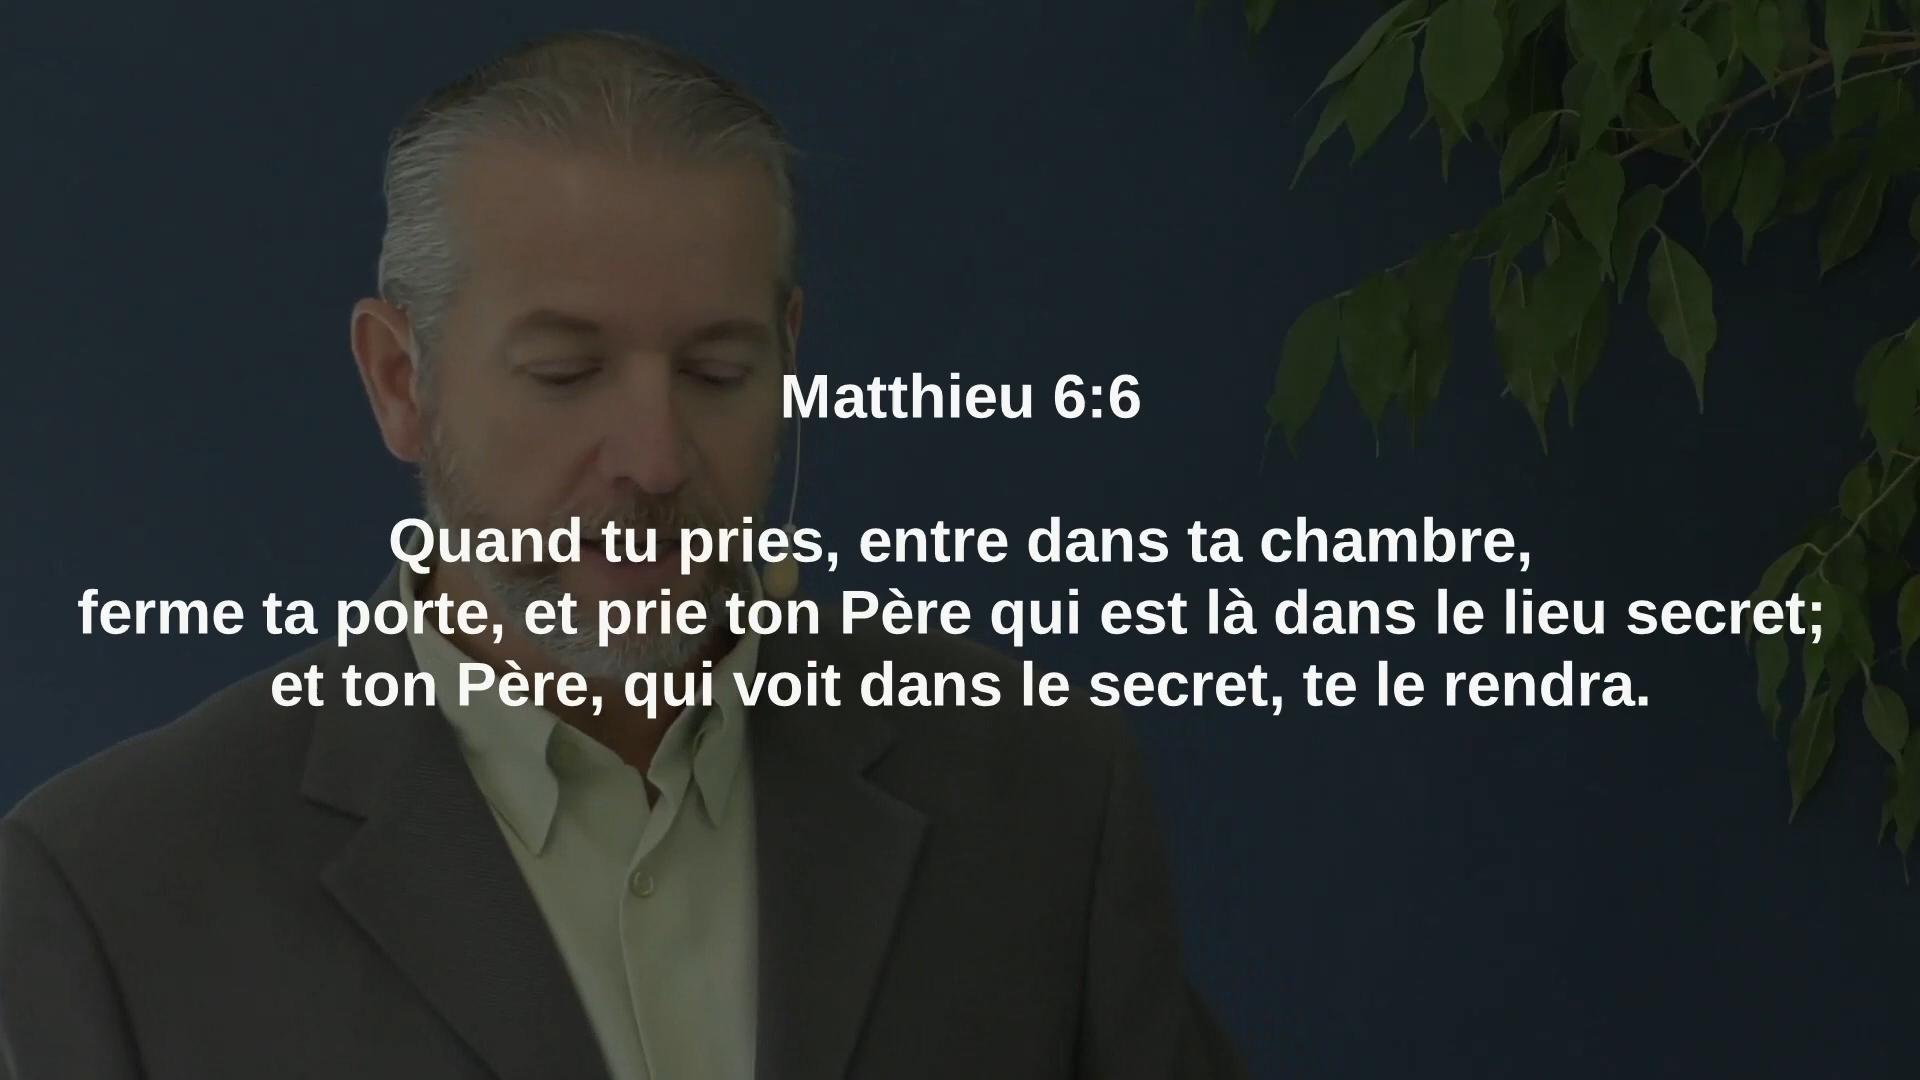 Matthieu 6:6
Quand tu pries, entre dans ta chambre,
ferme ta porte, et prie ton Père qui est là dans le lieu secret;
et ton Père, qui voit dans le secret, te le rendra.